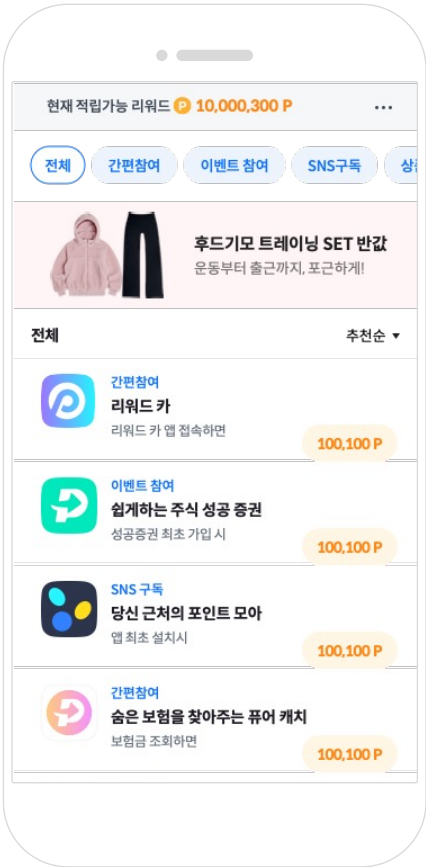 현재 적립가능 리워드 P 10,000,300 P
전체 간편참여 이벤트 참여 SNS구독
후드기모 트레이닝 SET 반값
운동부터 출근까지, 포근하게!
전체 추천순
간편참여
리워드 카
리워드 카 앱 접속하면
100,100 P
이벤트 참여
쉽게하는 주식 성공 증권
성공증권 최초 가입 시
100,100 P
SNS 구독
당신 근처의 포인트 모아
앱 최초 설치시
100,100 P
간편참여
숨은 보험을 찾아주는 퓨어 캐치
보험금 조회하면
100,100 P